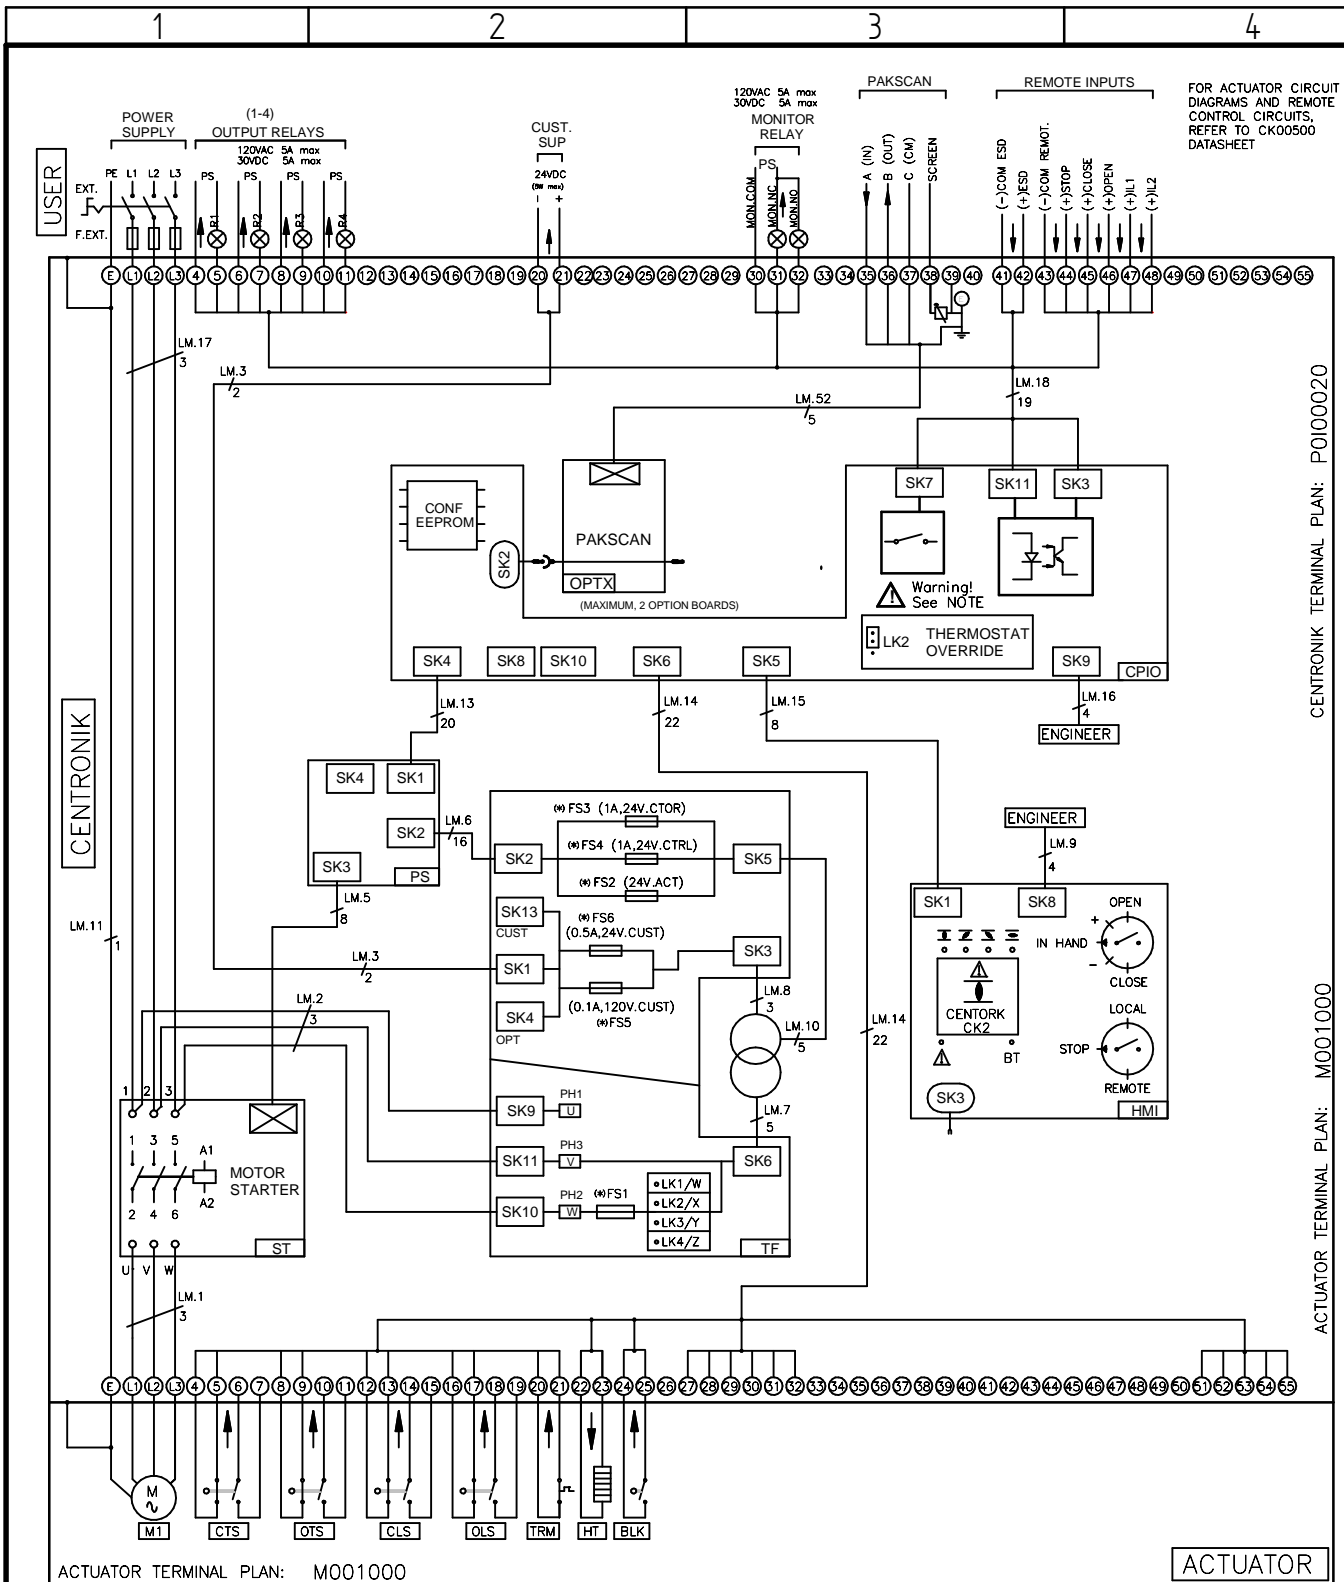 1 2 3 4
USER
EXT.
F.EXT.
POWER
SUPPLY
PE L1 L2 L3
(1-4)
OUTPUT RELAYS
120VAC 5A max
30VDC 5A max
PS PS PS PS
R1 R2 R3 R4
CUST.
SUP
24VDC
(5W max)
- +
120VAC 5A max
30VDC 5A max
MONITOR
RELAY
PS
MON.COM
MON.NC
MON.NO
PAKSCAN
A (IN)
B (OUT)
C (CM)
SCREEN
REMOTE INPUTS
(-)COM ESD
(+)ESD
(-)COM REMOT.
(+)STOP
(+)CLOSE
(+)OPEN
(+)IL1
(+)IL2
FOR ACTUATOR CIRCUIT
DIAGRAMS AND REMOTE
CONTROL CIRCUITS,
REFER TO CK00500
DATASHEET
E L1 L2 L3 4 5 6 7 8 9 10 11 12 13 14 15 16 17 18 19 20 21 22 23 24 25 26 27 28 29 30 31 32 33 34 35 36 37 38 39 40 41 42 43 44 45 46 47 48 49 50 51 52 53 54 55
LM.17
3
LM.3
2
LM.52
5
LM.18
19
CENTRONIK TERMINAL PLAN: P0I00020
CONF
EEPROM
SK2
PAKSCAN
OPTX
(MAXIMUM, 2 OPTION BOARDS)
SK7
SK11
SK3
Warning!
See NOTE
LK2
THERMOSTAT
OVERRIDE
SK4
SK8
SK10
SK6
SK5
SK9
CPIO
LM.13
20
LM.14
22
LM.15
8
LM.16
4
ENGINEER
CENTRONIK
SK4
SK1
SK2
SK3
PS
LM.6
16
LM.5
8
LM.11
1
(*)FS3 (1A,24V.CTOR)
(*)FS4 (1A,24V.CTRL)
(*)FS2 (24V.ACT)
SK2
SK5
SK13
CUST
(*)FS6
(0.5A,24V.CUST)
SK1
SK3
LM.3
2
(0.1A,120V.CUST)
(*)FS5
SK4
OPT
LM.8
3
LM.10
5
LM.14
22
LM.2
3
LM.7
5
SK9
PH1
U
SK11
PH3
V
SK6
SK10
PH2
W
(*)FS1
LK1/W
LK2/X
LK3/Y
LK4/Z
TF
ENGINEER
LM.9
4
SK1
SK8
OPEN
+
IN HAND
-
CLOSE
CENTORK
CK2
BT
LOCAL
STOP
REMOTE
SK3
HMI
1 2 3
1 3 5
A1
A2
MOTOR
STARTER
2 4 6
ST
U V W
LM.1
3
ACTUATOR TERMINAL PLAN: M001000
E L1 L2 L3 4 5 6 7 8 9 10 11 12 13 14 15 16 17 18 19 20 21 22 23 24 25 26 27 28 29 30 31 32 33 34 35 36 37 38 39 40 41 42 43 44 45 46 47 48 49 50 51 52 53 54 55
M
M1
CTS
OTS
CLS
OLS
TRM
HT
BLK
ACTUATOR TERMINAL PLAN: M001000
ACTUATOR